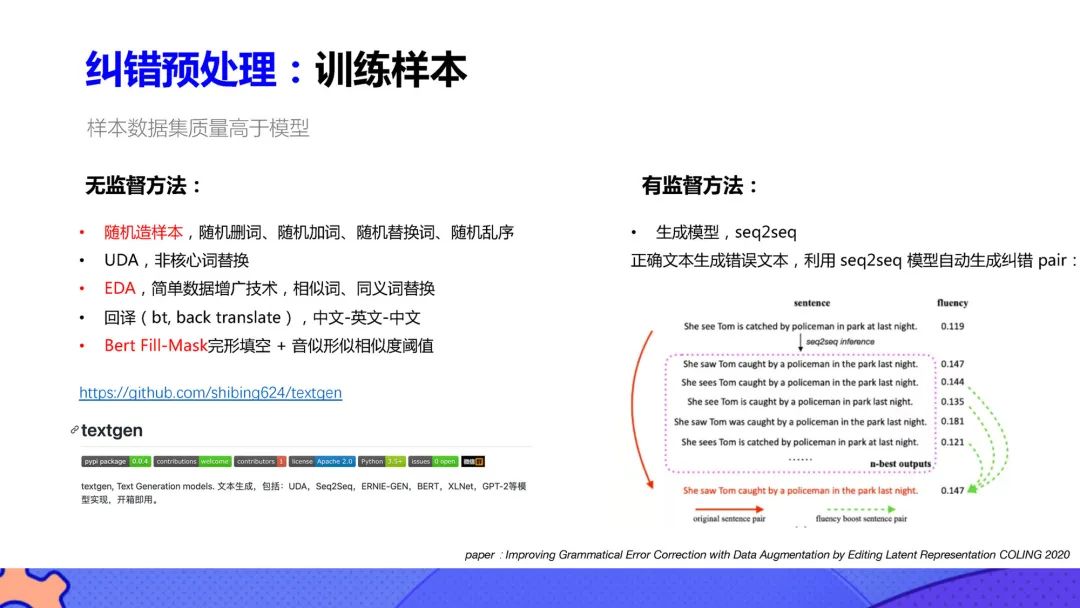 纠错预处理：训练样本
样本数据集质量高于模型
无监督方法：
• 随机造样本，随机删词、随机加词、随机替换词、随机乱序
• UDA，非核心词替换
• EDA，简单数据增广技术，相似词、同义词替换
• 回译（bt, back translate），中文-英文-中文
• Bert Fill-Mask完形填空 + 音似形似相似度阈值
https://github.com/shibing624/textgen
textgen
pypi package 0.0.4 contributions welcome contributors 1 license Apache 2.0 Python 3.5+ issues 0 open
textgen, Text Generation models. 文本生成，包括：UDA，Seq2Seq，ERNIE-GEN，BERT，XLNet，GPT-2等模
型实现，开箱即用。
有监督方法：
• 生成模型，seq2seq
正确文本生成错误文本，利用 seq2seq 模型自动生成纠错 pair：
sentence fluency
She see Tom is catched by policeman in park at last night. 0.119
seq2seq inference
She saw Tom caught by a policeman in the park last night. 0.147
She sees Tom is catched by policeman in park at last night. 0.144
She see Tom is caught by a policeman in park last night. 0.135
She saw Tom was caught by a policeman in the park last night. 0.181
She sees Tom is catched by policeman in park at last night. 0.121
......
n-best outputs
She saw Tom caught by a policeman in the park last night. 0.147
original sentence pair fluency boost sentence pair
paper：Improving Grammatical Error Correction with Data Augmentation by Editing Latent Representation COLING 2020